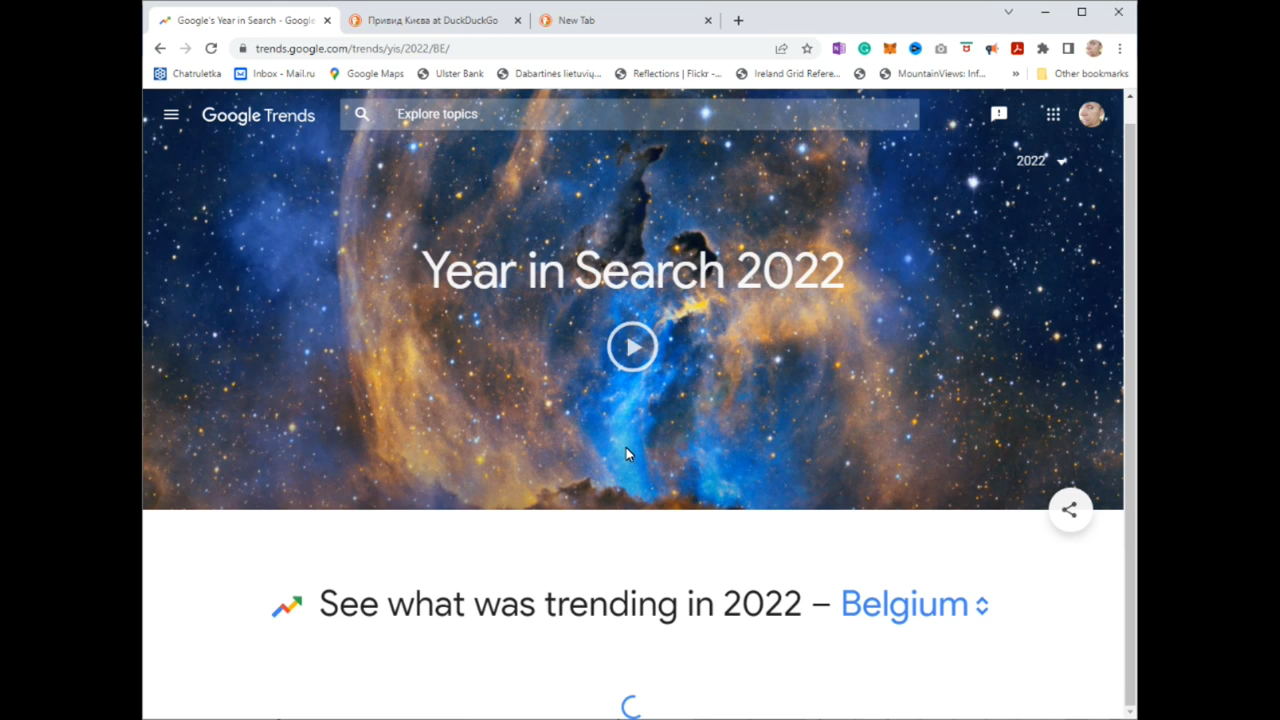 Google's Year in Search - Google
Привид Києва at DuckDuckGo
New Tab
trends.google.com/trends/yis/2022/BE/
Chatruletka
Inbox - Mail.ru
Google Maps
Ulster Bank
Dabartinės lietuvių...
Reflections | Flickr -...
Ireland Grid Refere...
MountainViews: Inf...
»
Other bookmarks
Google Trends
Explore topics
2022
Year in Search 2022
See what was trending in 2022 – Belgium